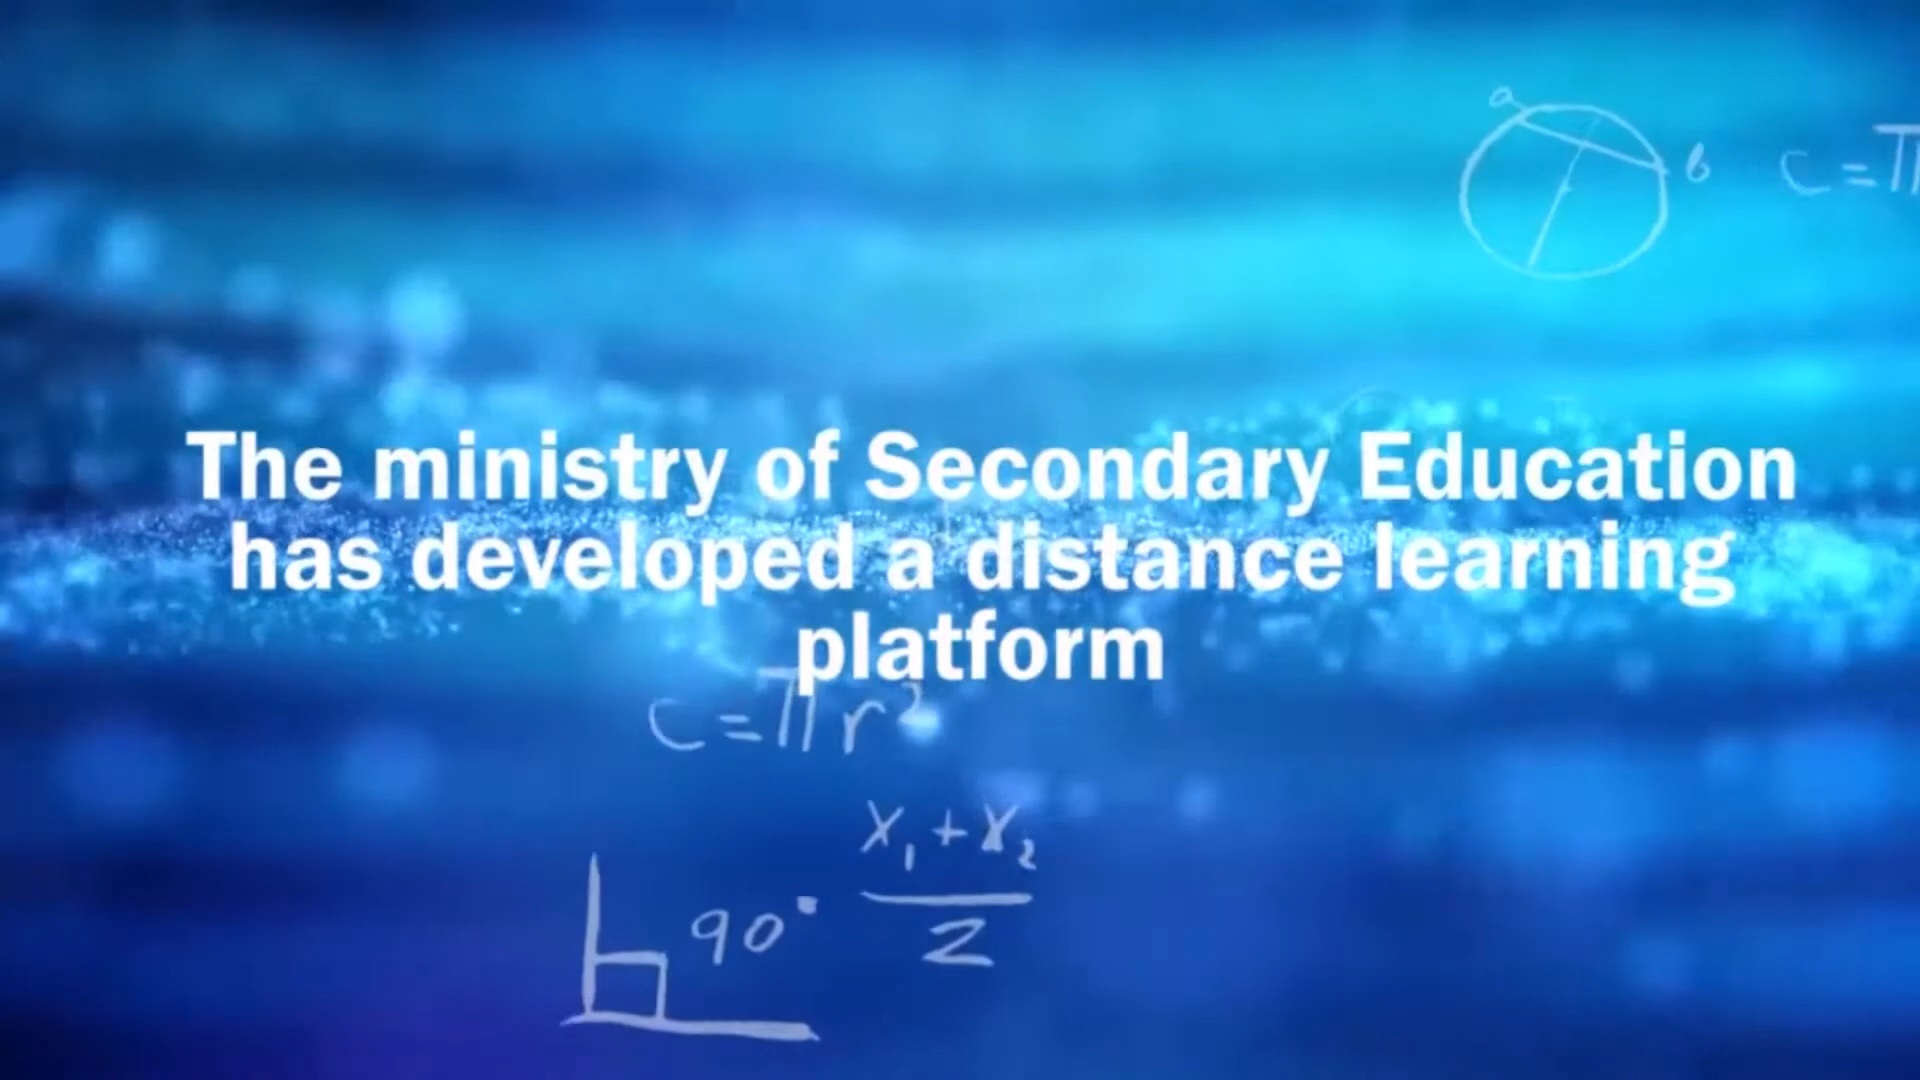 a
b
C=π
The ministry of Secondary Education
has developed a distance learning
platform
C=πr²
X₁+X₂
90°
2